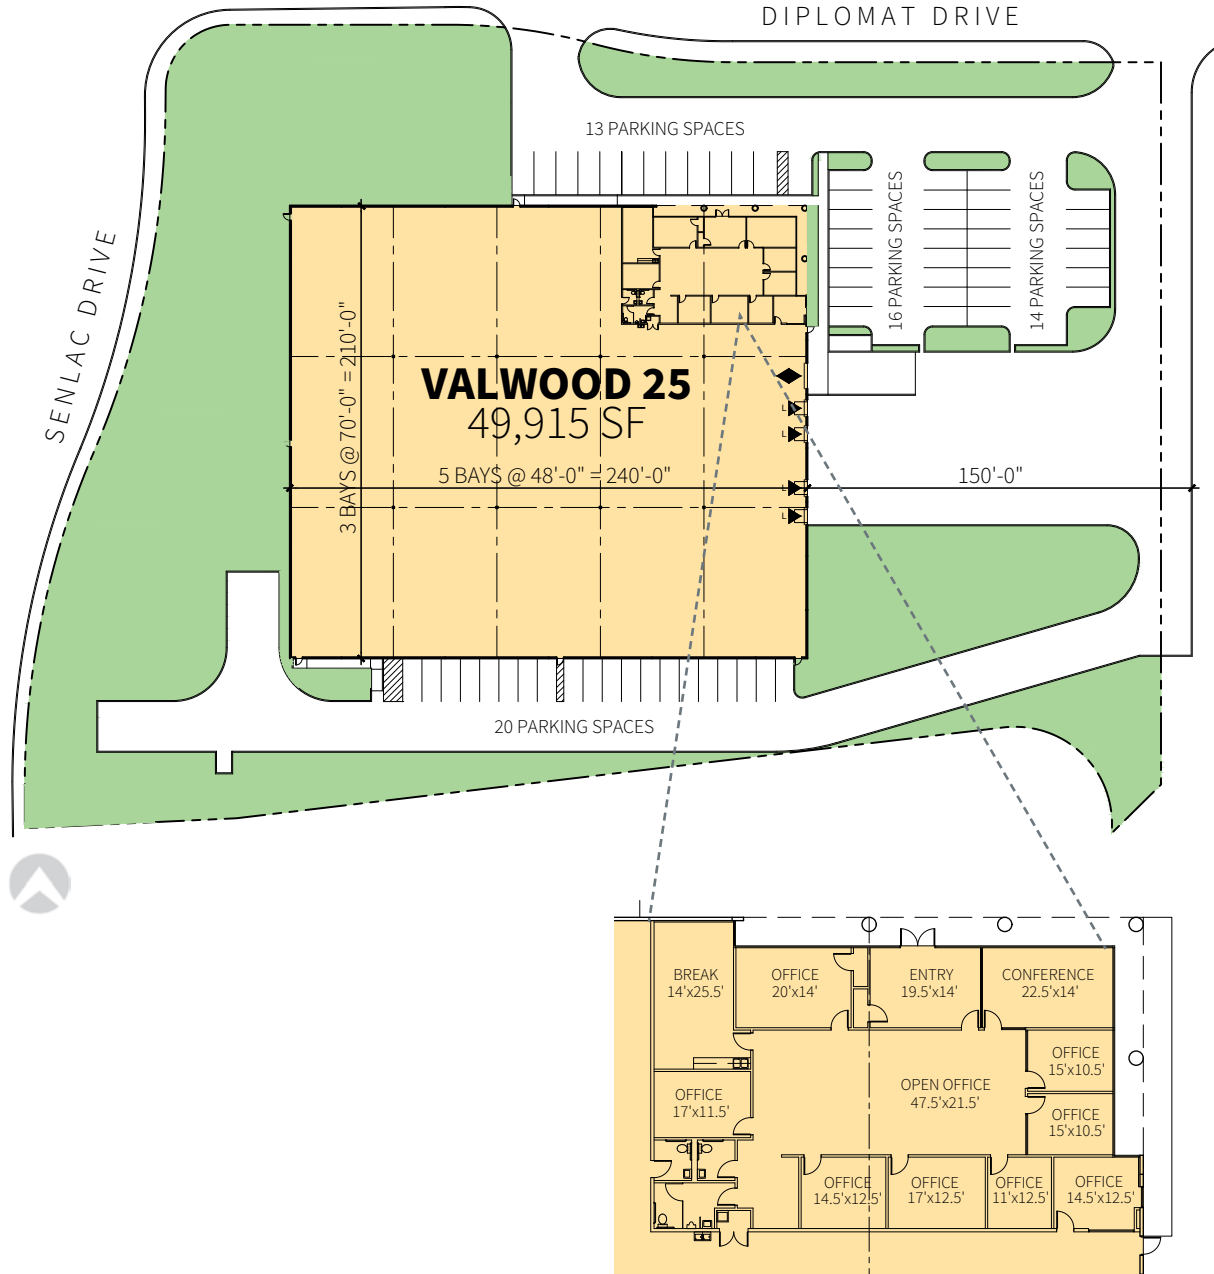 DIPLOMAT DRIVE
13 PARKING SPACES
16 PARKING SPACES
14 PARKING SPACES
SENLAC DRIVE
3 BAYS @ 70'-0" = 210'-0"
VALWOOD 25
49,915 SF
5 BAYS @ 48'-0" = 240'-0"
150'-0"
20 PARKING SPACES
BREAK
14'x25.5'
OFFICE
20'x14'
ENTRY
19.5'x14'
CONFERENCE
22.5'x14'
OFFICE
15'x10.5'
OPEN OFFICE
47.5'x21.5'
OFFICE
17'x11.5'
OFFICE
15'x10.5'
OFFICE
14.5'x12.5'
OFFICE
17'x12.5'
OFFICE
11'x12.5'
OFFICE
14.5'x12.5'